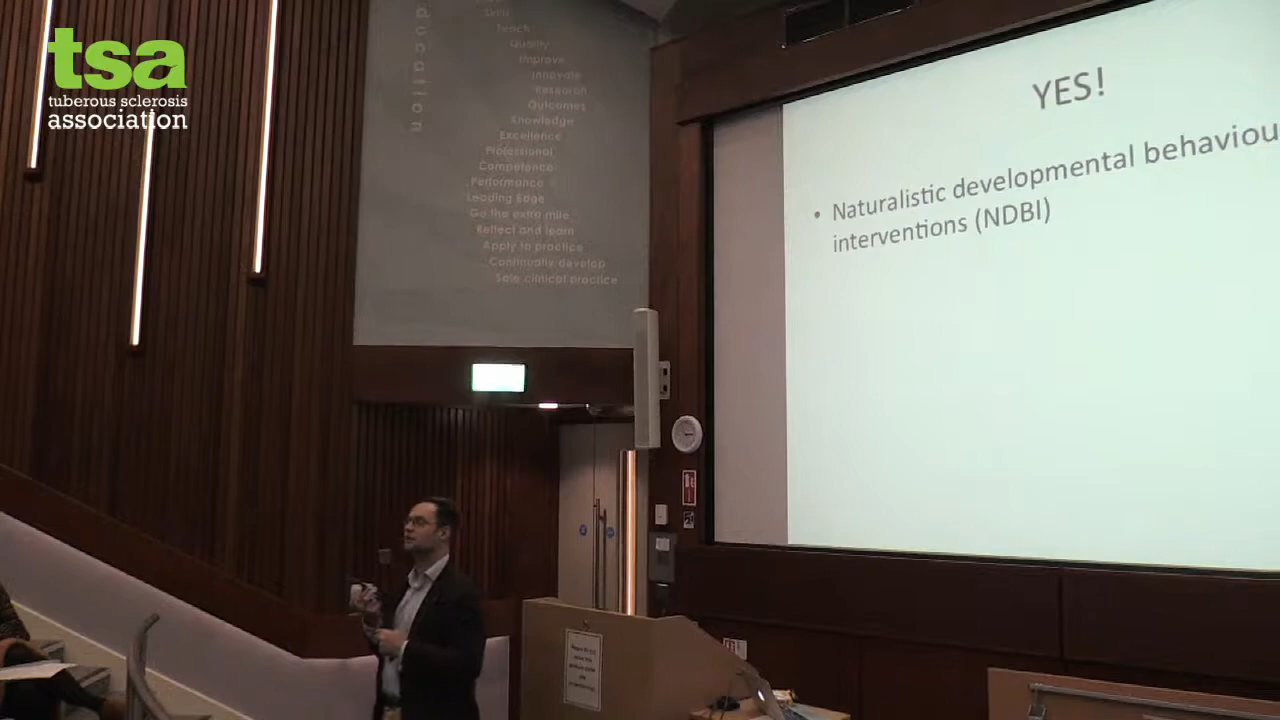 tsa
tuberous sclerosis
association
ducation
Skills
Teach
Quality
Improve
Innovate
Research
Outcomes
Knowledge
Excellence
Professional
Competence
Performance
Leading Edge
Go the extra mile
Reflect and learn
Apply to practice
Continually develop
Safe clinical practice
YES!
• Naturalistic developmental behaviou
interventions (NDBI)